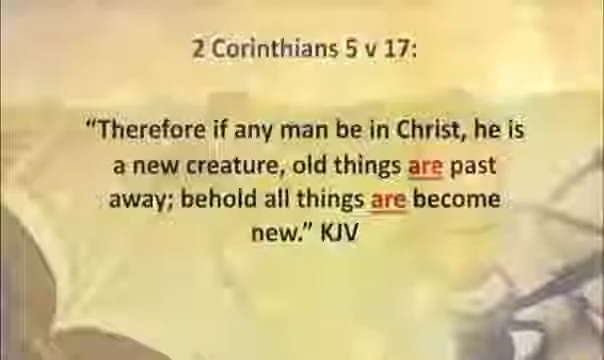 2 Corinthians 5 v 17:
“Therefore if any man be in Christ, he is
a new creature, old things are past
away; behold all things are become
new.” KJV